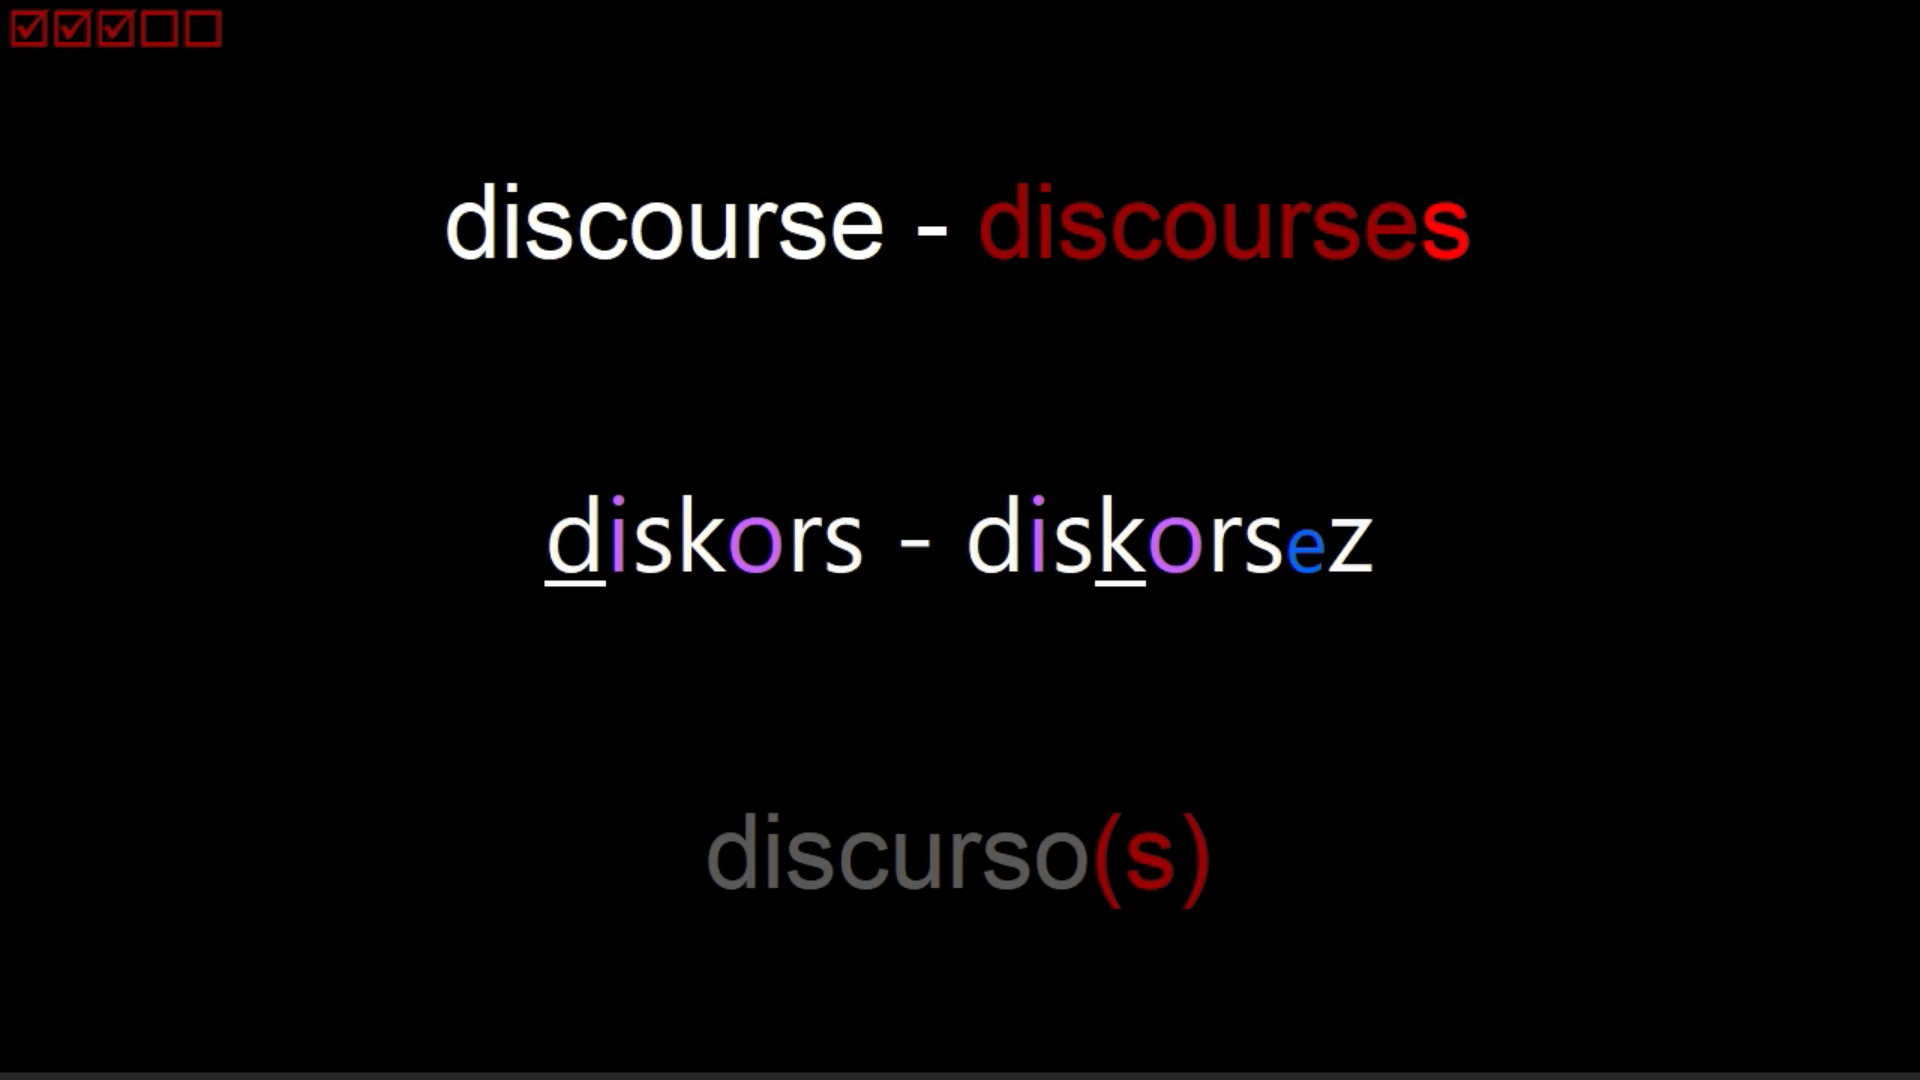 ☑☑☑☐☐
discourse - discourses
diskors - diskorsez
discurso(s)